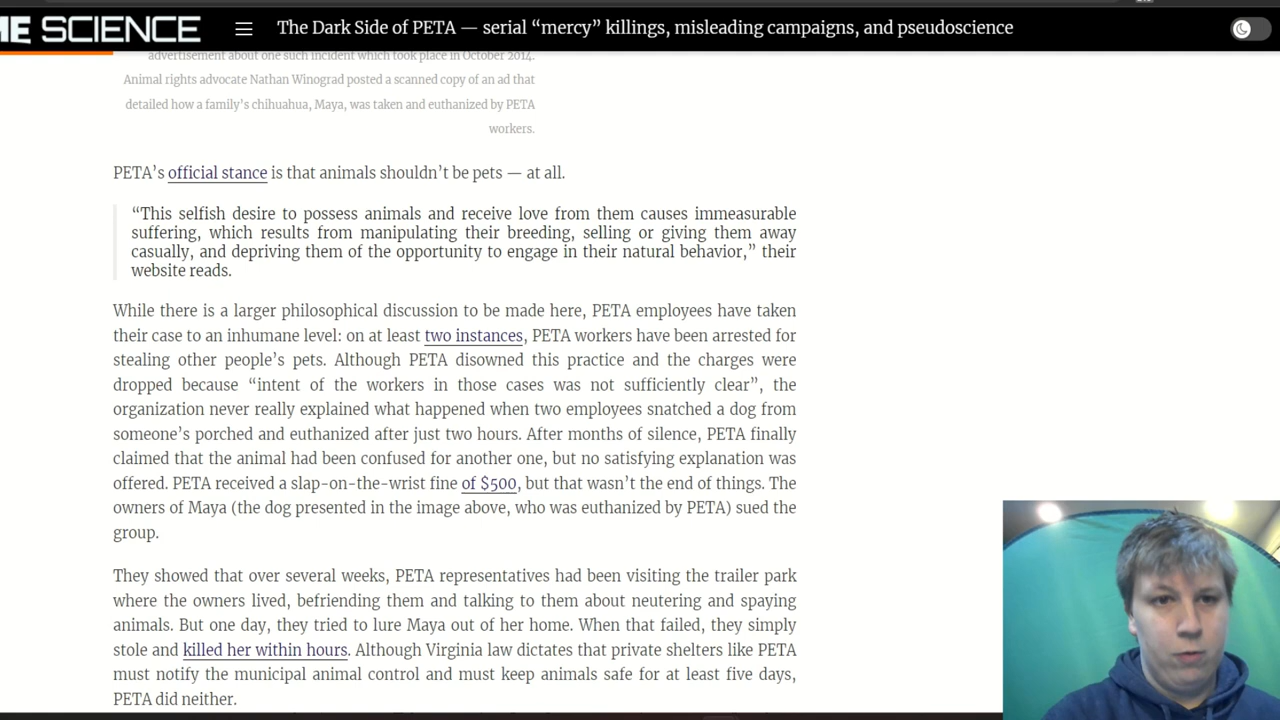 ME SCIENCE
The Dark Side of PETA — serial “mercy” killings, misleading campaigns, and pseudoscience
advertisement about one such incident which took place in October 2014.
Animal rights advocate Nathan Winograd posted a scanned copy of an ad that
detailed how a family’s chihuahua, Maya, was taken and euthanized by PETA
workers.
PETA’s official stance is that animals shouldn’t be pets — at all.
“This selfish desire to possess animals and receive love from them causes immeasurable
suffering, which results from manipulating their breeding, selling or giving them away
casually, and depriving them of the opportunity to engage in their natural behavior,” their
website reads.
While there is a larger philosophical discussion to be made here, PETA employees have taken
their case to an inhumane level: on at least two instances, PETA workers have been arrested for
stealing other people’s pets. Although PETA disowned this practice and the charges were
dropped because “intent of the workers in those cases was not sufficiently clear”, the
organization never really explained what happened when two employees snatched a dog from
someone’s porched and euthanized after just two hours. After months of silence, PETA finally
claimed that the animal had been confused for another one, but no satisfying explanation was
offered. PETA received a slap-on-the-wrist fine of $500, but that wasn’t the end of things. The
owners of Maya (the dog presented in the image above, who was euthanized by PETA) sued the
group.
They showed that over several weeks, PETA representatives had been visiting the trailer park
where the owners lived, befriending them and talking to them about neutering and spaying
animals. But one day, they tried to lure Maya out of her home. When that failed, they simply
stole and killed her within hours. Although Virginia law dictates that private shelters like PETA
must notify the municipal animal control and must keep animals safe for at least five days,
PETA did neither.